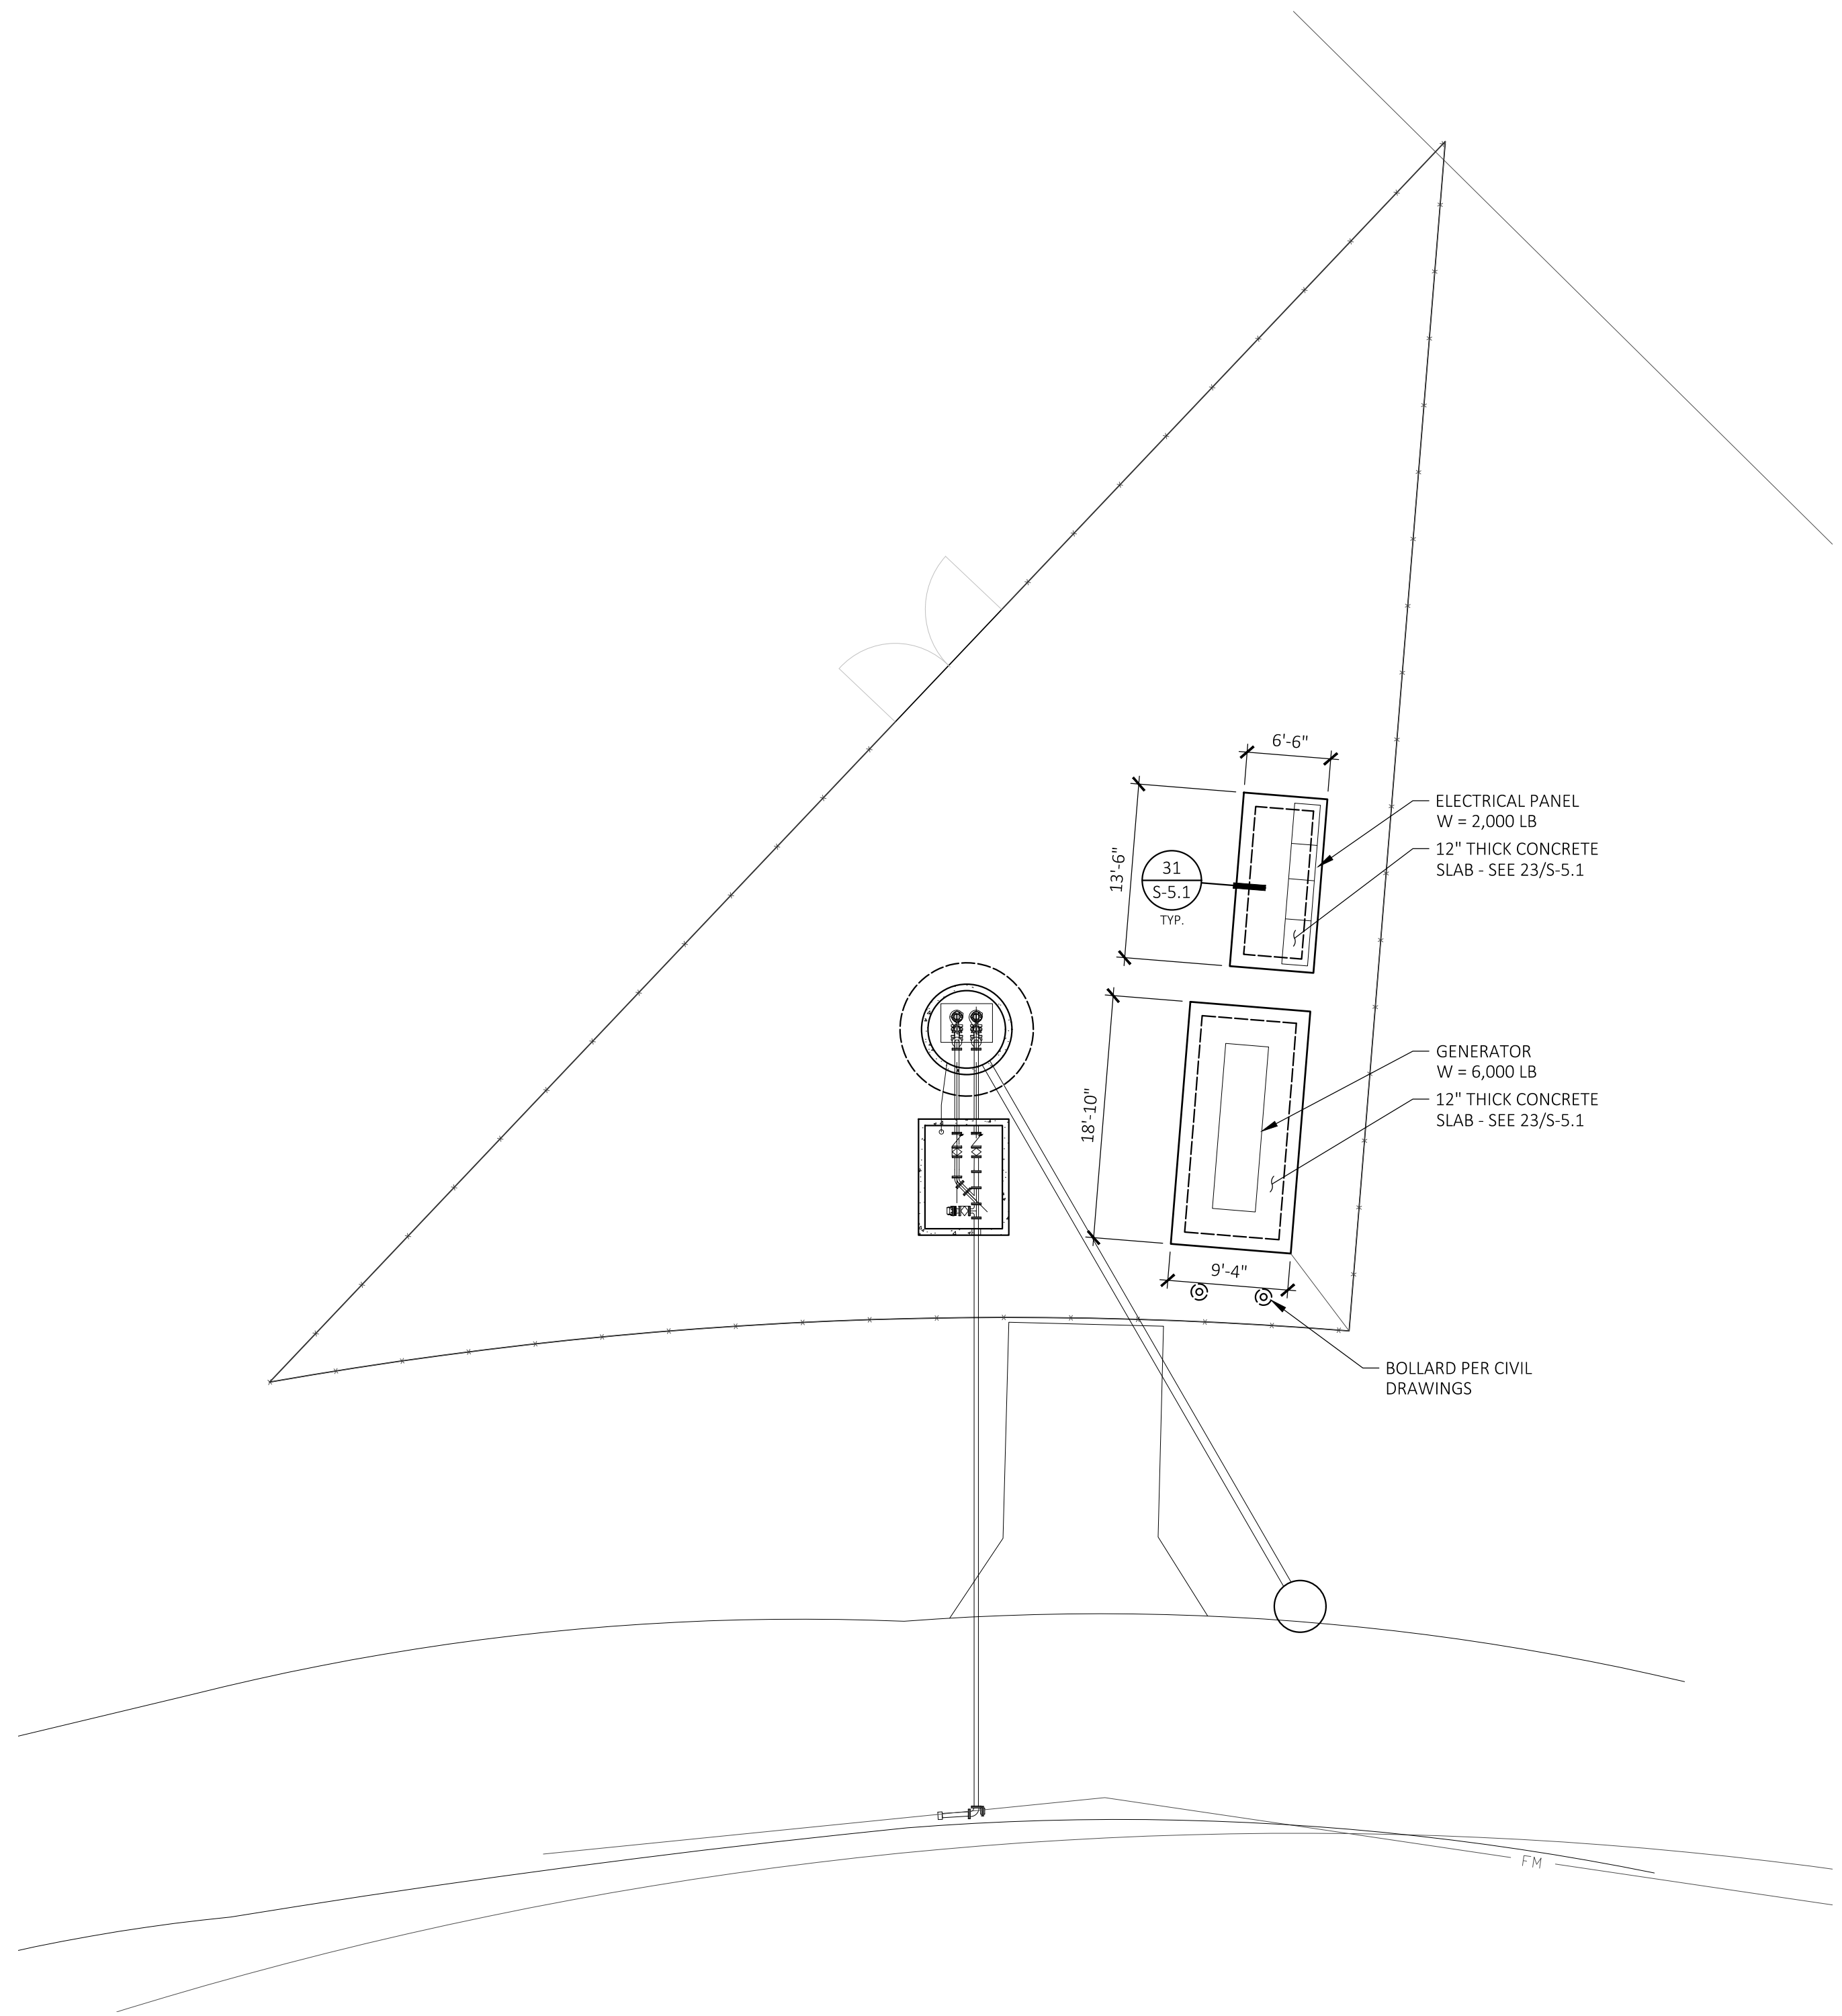 6'-6"
ELECTRICAL PANEL
W = 2,000 LB
12" THICK CONCRETE
SLAB - SEE 23/S-5.1
13'-6"
31
S-5.1
TYP.
GENERATOR
W = 6,000 LB
12" THICK CONCRETE
SLAB - SEE 23/S-5.1
18'-10"
9'-4"
BOLLARD PER CIVIL
DRAWINGS
FM